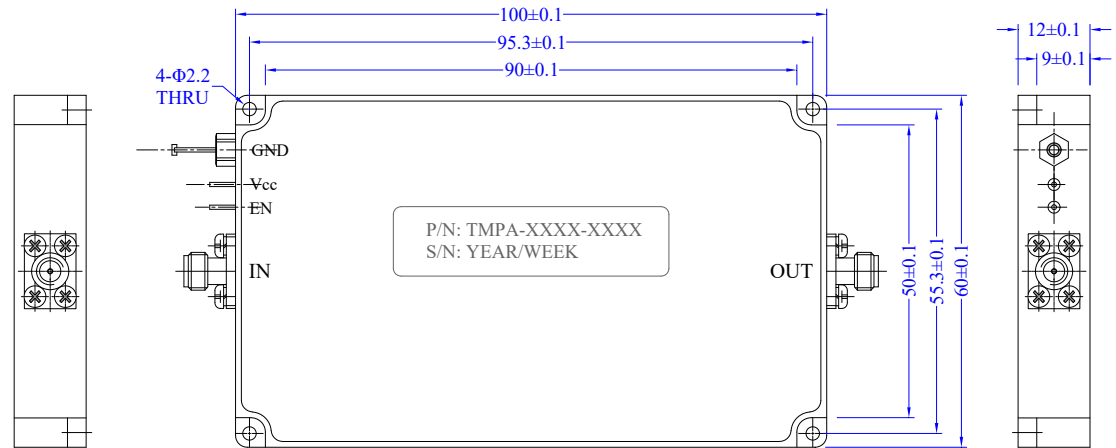 100±0.1
95.3±0.1
90±0.1
12±0.1
9±0.1
4-Φ2.2
THRU
GND
Vcc
EN
P/N: TMPA-XXXX-XXXX
S/N: YEAR/WEEK
IN
OUT
50±0.1
55.3±0.1
60±0.1